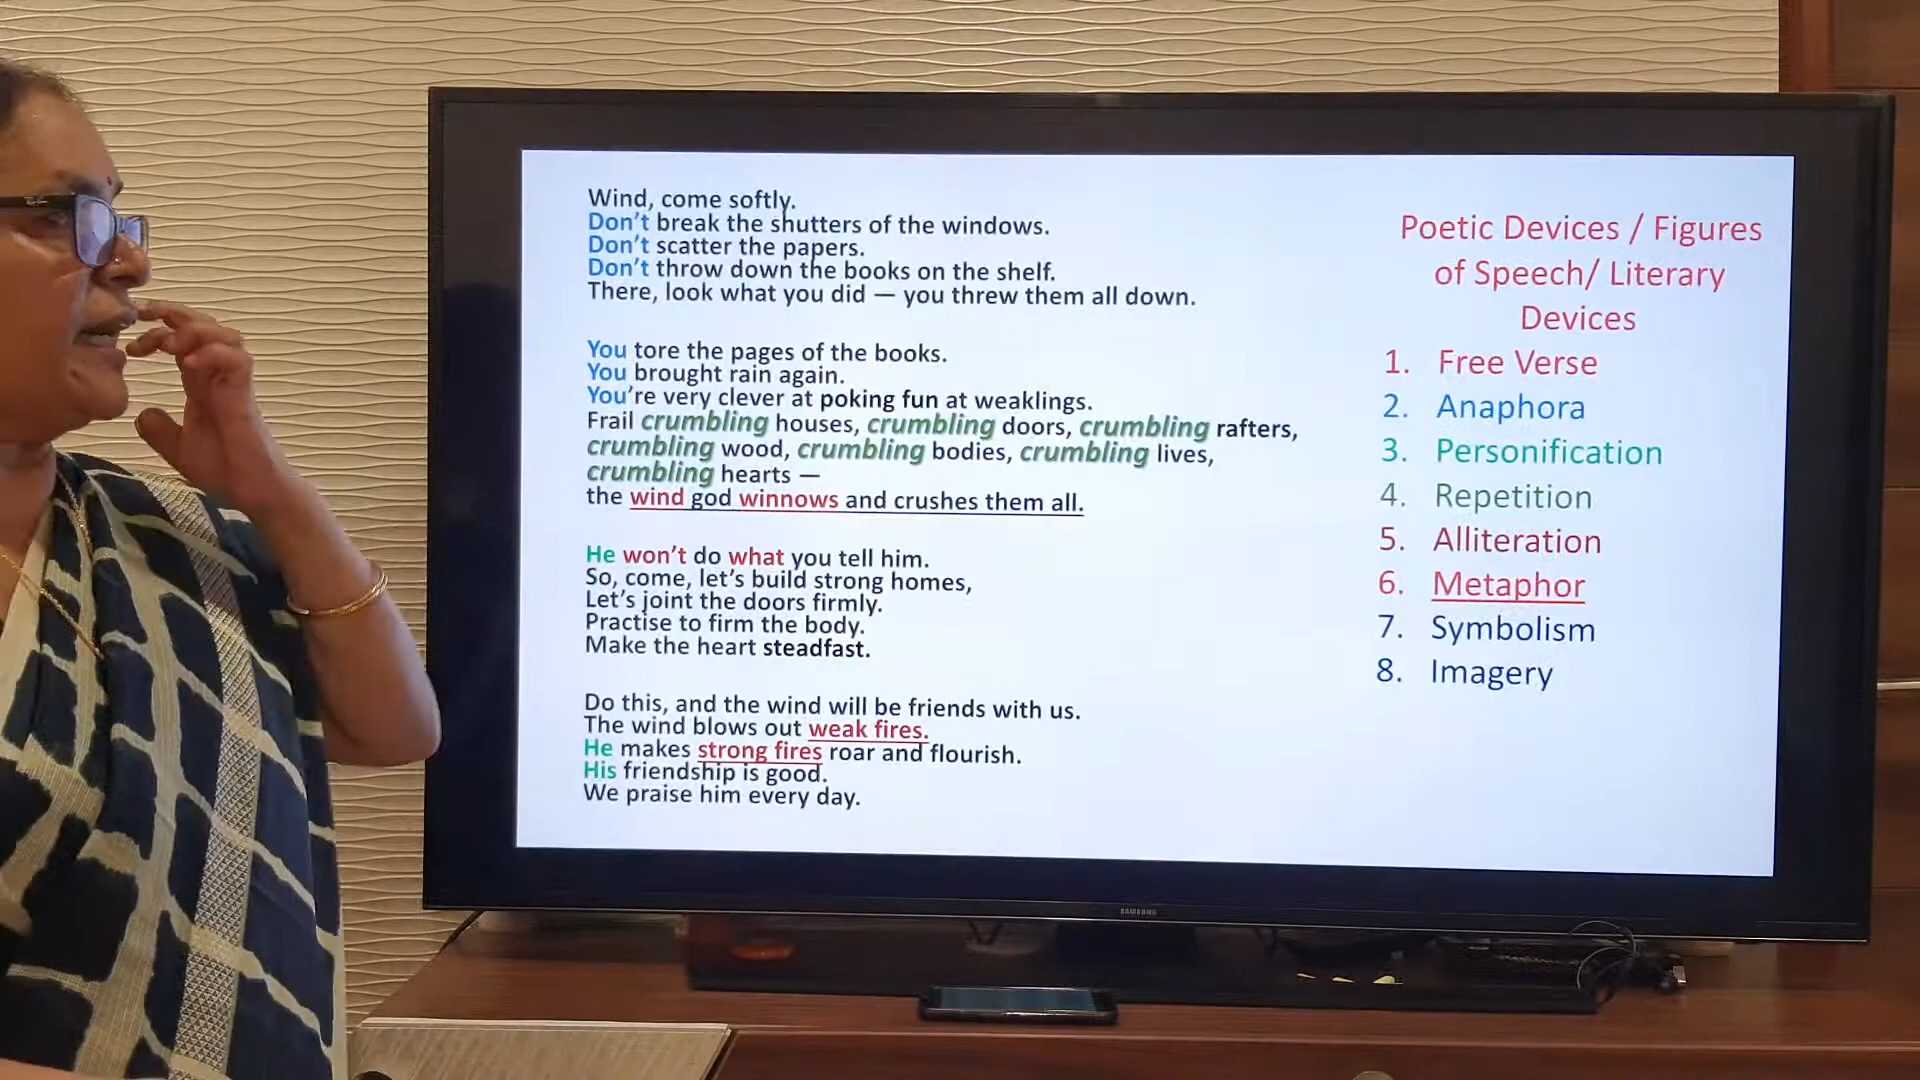 Wind, come softly.
Don't break the shutters of the windows.
Don't scatter the papers.
Don't throw down the books on the shelf.
There, look what you did — you threw them all down.
You tore the pages of the books.
You brought rain again.
You're very clever at poking fun at weaklings.
Frail crumbling houses, crumbling doors, crumbling rafters,
crumbling wood, crumbling bodies, crumbling lives,
crumbling hearts —
the wind god winnows and crushes them all.
He won't do what you tell him.
So, come, let's build strong homes,
Let's joint the doors firmly.
Practise to firm the body.
Make the heart steadfast.
Do this, and the wind will be friends with us.
The wind blows out weak fires.
He makes strong fires roar and flourish.
His friendship is good.
We praise him every day.
Poetic Devices / Figures
of Speech/ Literary
Devices
1. Free Verse
2. Anaphora
3. Personification
4. Repetition
5. Alliteration
6. Metaphor
7. Symbolism
8. Imagery
SAMSUNG